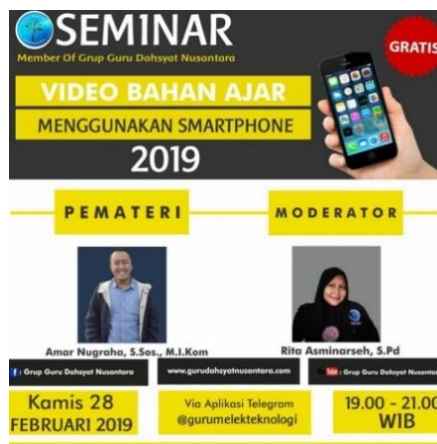 SEMINAR
Member Of Grup Guru Dahsyat Nusantara
GRATIS
VIDEO BAHAN AJAR
MENGGUNAKAN SMARTPHONE
2019
PEMATERI
MODERATOR
Amar Nugraha, S.Sos., M.I.Kom
Rita Asminarseh, S.Pd
: Grup Guru Dahsyat Nusantara
www.gurudahsyatnusantara.com
: Grup Guru Dahsyat Nusantara
Kamis 28
FEBRUARI 2019
Via Aplikasi Telegram
@gurumelekteknologi
19.00 - 21.00
WIB